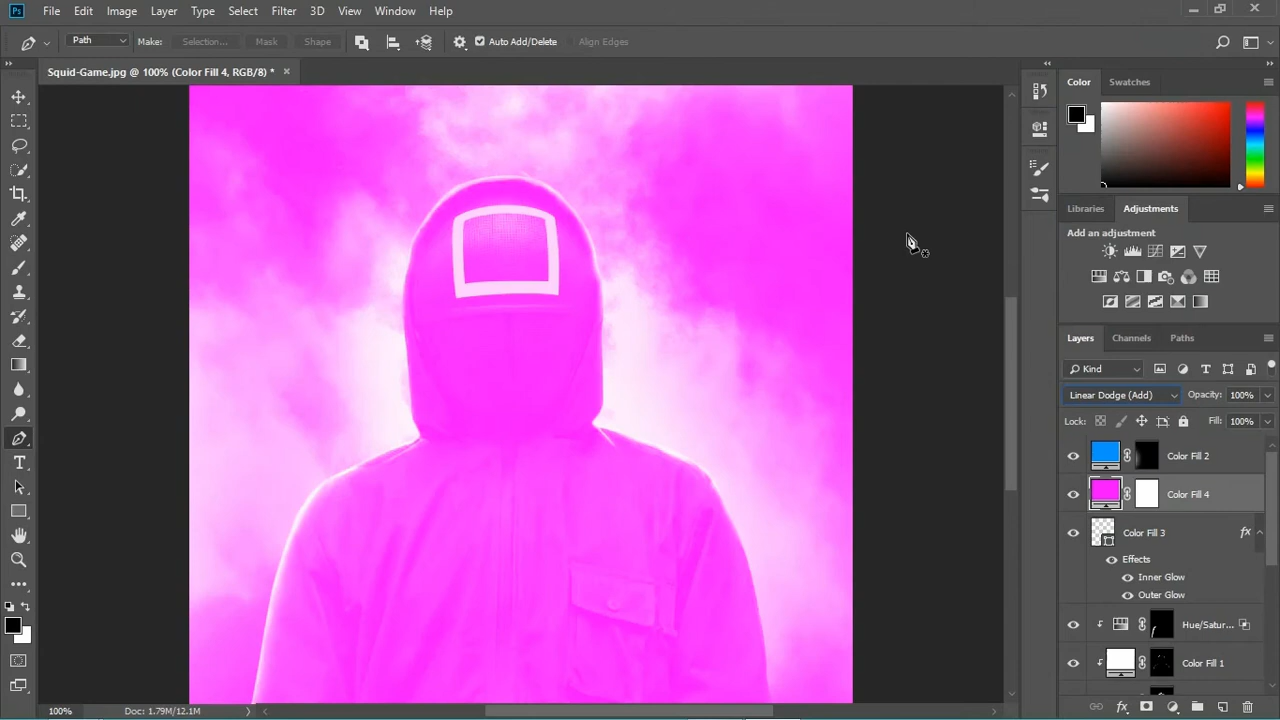 Ps File Edit Image Layer Type Select Filter 3D View Window Help
Path Make: Selection... Mask Shape Auto Add/Delete Align Edges
Squid-Game.jpg @ 100% (Color Fill 4, RGB/8) *
Color Swatches
Libraries Adjustments
Add an adjustment
Layers Channels Paths
Kind
Linear Dodge (Add) Opacity: 100%
Lock: Fill: 100%
Color Fill 2
Color Fill 4
Color Fill 3 fx
Effects
Inner Glow
Outer Glow
Hue/Satur...
Color Fill 1
100% Doc: 1.79M/12.1M